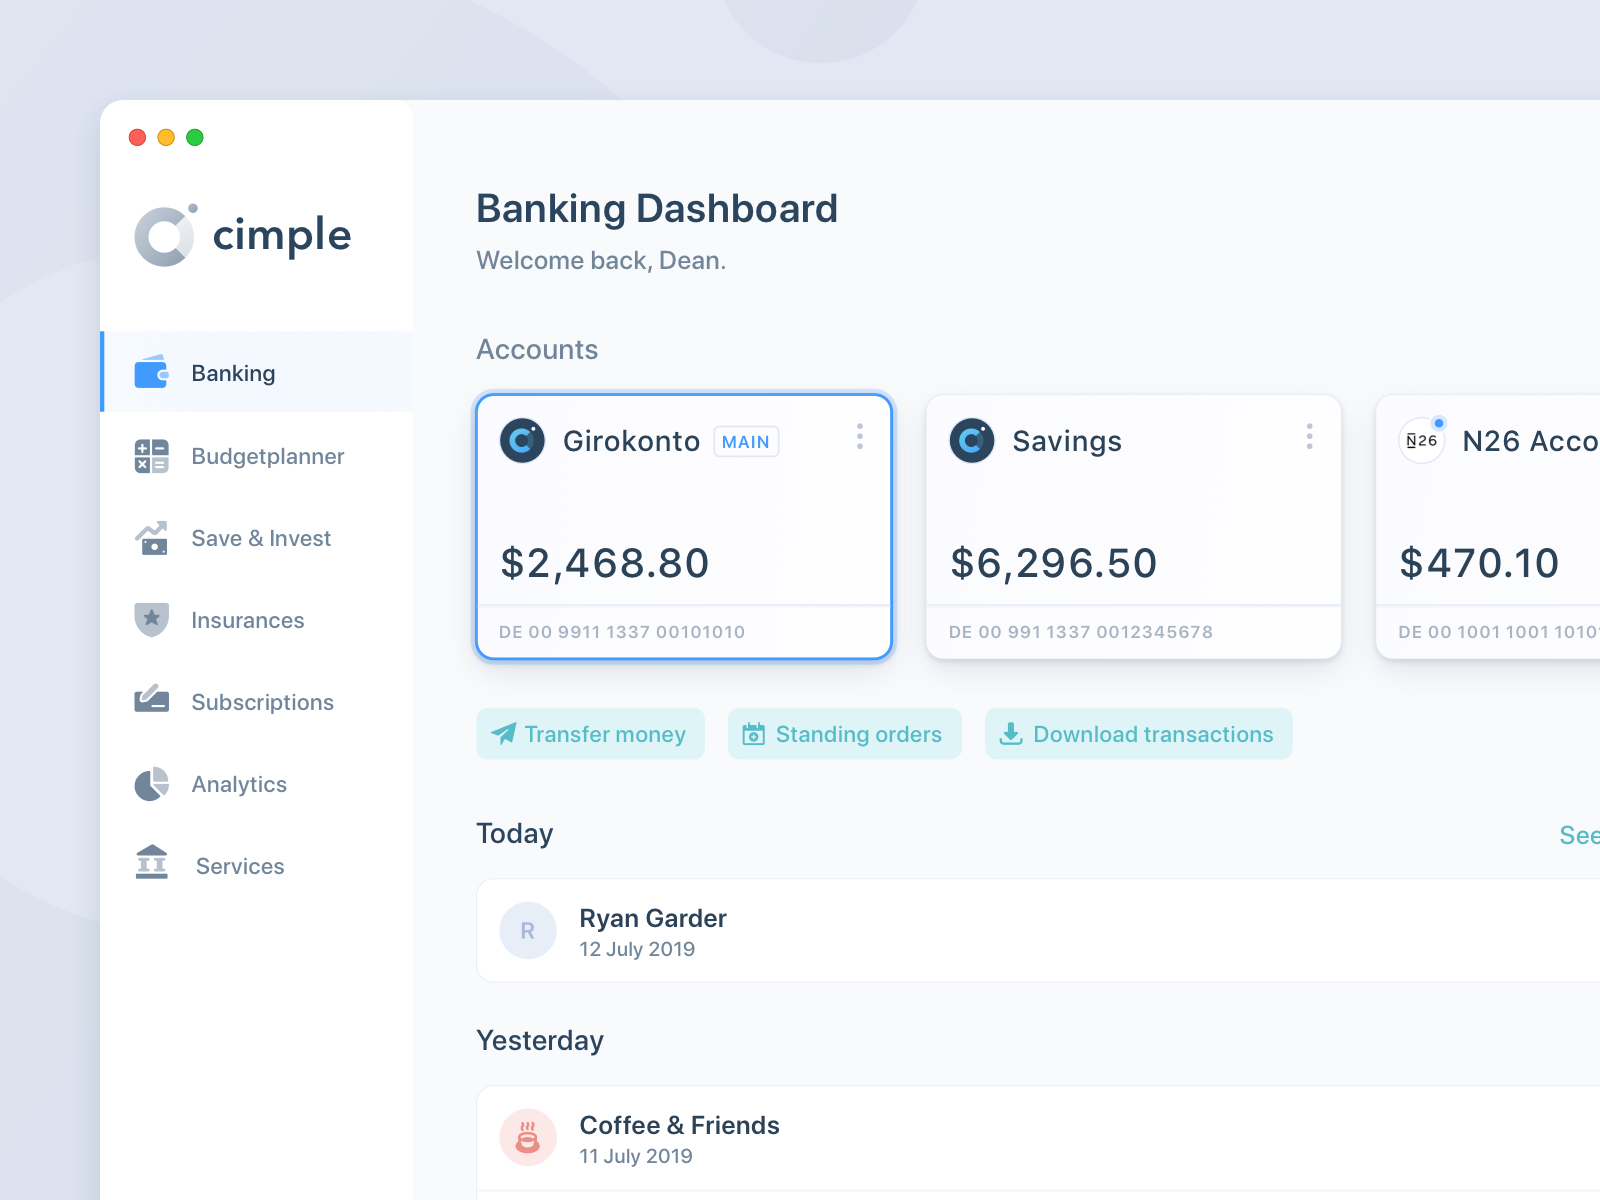 cimple
Banking
Budgetplanner
Save & Invest
Insurances
Subscriptions
Analytics
Services
Banking Dashboard
Welcome back, Dean.
Accounts
Girokonto MAIN
$2,468.80
DE 00 9911 1337 00101010
Savings
$6,296.50
DE 00 991 1337 0012345678
N26 N26 Acco
$470.10
DE 00 1001 1001 1010
Transfer money
Standing orders
Download transactions
Today
See
R
Ryan Garder
12 July 2019
Yesterday
Coffee & Friends
11 July 2019